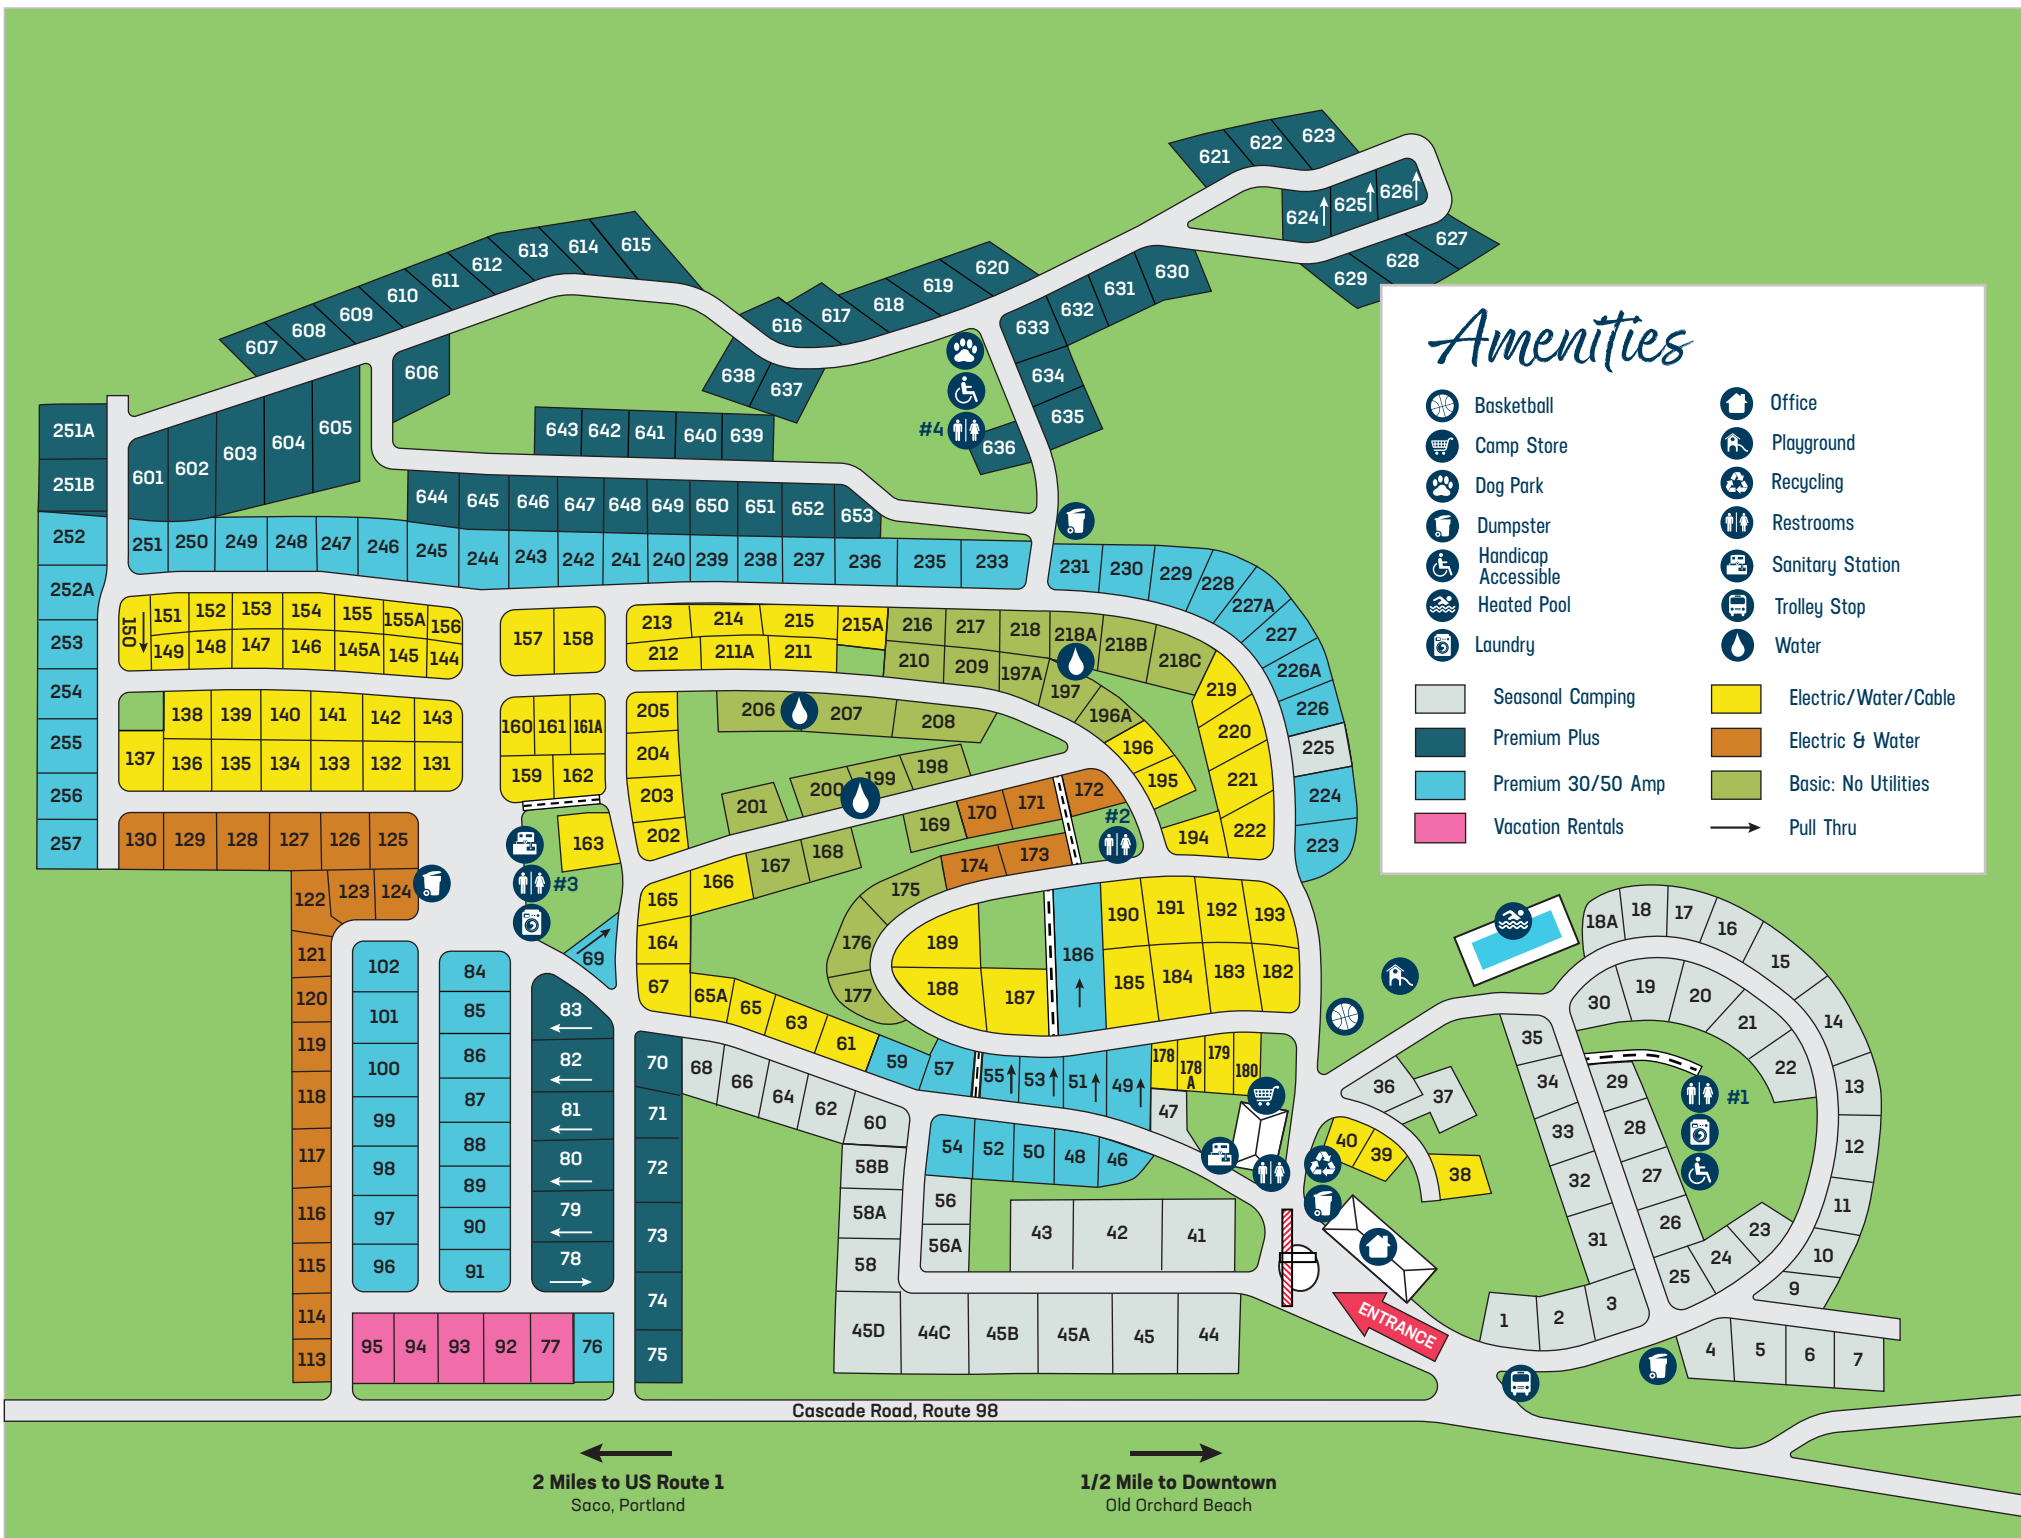 621 622 623
624 625 626
627
628
629
630
631
632
633
634
635
636
620
619
618
617
616
615
614
613
612
611
610
609
608
607
606
638 637
#4
643 642 641 640 639
251A
251B
601 602 603 604 605
644 645 646 647 648 649 650 651 652 653
252
251 250 249 248 247 246 245 244 243 242 241 240 239 238 237 236 235 233
231 230 229 228 227A 227 226A 226 225 224 223
252A
253
254
255
256
257
150
151 152 153 154 155 155A 156
149 148 147 146 145A 145 144
157 158
213 214 215 215A 216 217 218 218A 218B 218C
212 211A 211 210 209 197A 197 196A
219
220
221
222
196
195
194
138 139 140 141 142 143
137 136 135 134 133 132 131
160 161 161A
159 162
163
205
204
203
202
206 207 208
201 200 199 198
169 170 171 172
#2
174 173
168
167
166
165
164
67
175
176
177
130 129 128 127 126 125
122 123 124
#3
69
121
120
119
118
117
116
115
114
113
102
101
100
99
98
97
96
84
85
86
87
88
89
90
91
83
82
81
80
79
78
95 94 93 92 77 76
70
71
72
73
74
75
65A 65 63 61 59 57 55 53 51 49
68 66 64 62 60
189
188 187
186
190 191 192 193
185 184 183 182
178 178A 179 180
47
58B
58A
58
54 52 50 48 46
56
56A
43 42 41
45D 44C 45B 45A 45 44
40 39 38
36 37
35
34
33
32
31
18A 18 17 16 15 14 13 12 11 10 9
30 19 20 21 22
29
28
27
26
25 24 23
#1
1 2 3
4 5 6 7
ENTRANCE
Amenities
Basketball
Camp Store
Dog Park
Dumpster
Handicap
Accessible
Heated Pool
Laundry
Office
Playground
Recycling
Restrooms
Sanitary Station
Trolley Stop
Water
Seasonal Camping
Premium Plus
Premium 30/50 Amp
Vacation Rentals
Electric/Water/Cable
Electric & Water
Basic: No Utilities
Pull Thru
Cascade Road, Route 98
2 Miles to US Route 1
Saco, Portland
1/2 Mile to Downtown
Old Orchard Beach